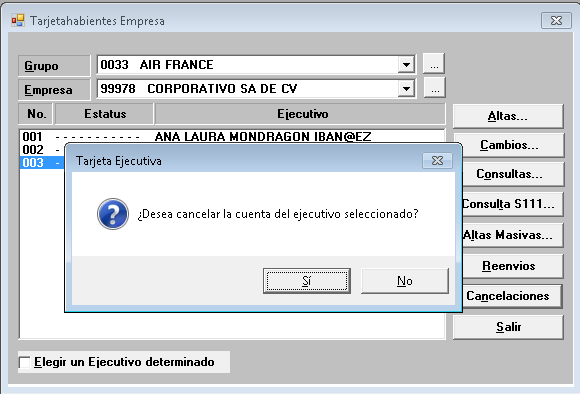 Tarjetahabientes Empresa
Grupo 0033 AIR FRANCE ...
Empresa 99978 CORPORATIVO SA DE CV ...
No. Estatus Ejecutivo
001 - - - - - - - - - - - ANA LAURA MONDRAGON IBAN@EZ
002 -
003 -
Tarjeta Ejecutiva
¿Desea cancelar la cuenta del ejecutivo seleccionado?
Sí No
Altas...
Cambios...
Consultas...
Consulta S111...
Altas Masivas...
Reenvios
Cancelaciones
Salir
Elegir un Ejecutivo determinado